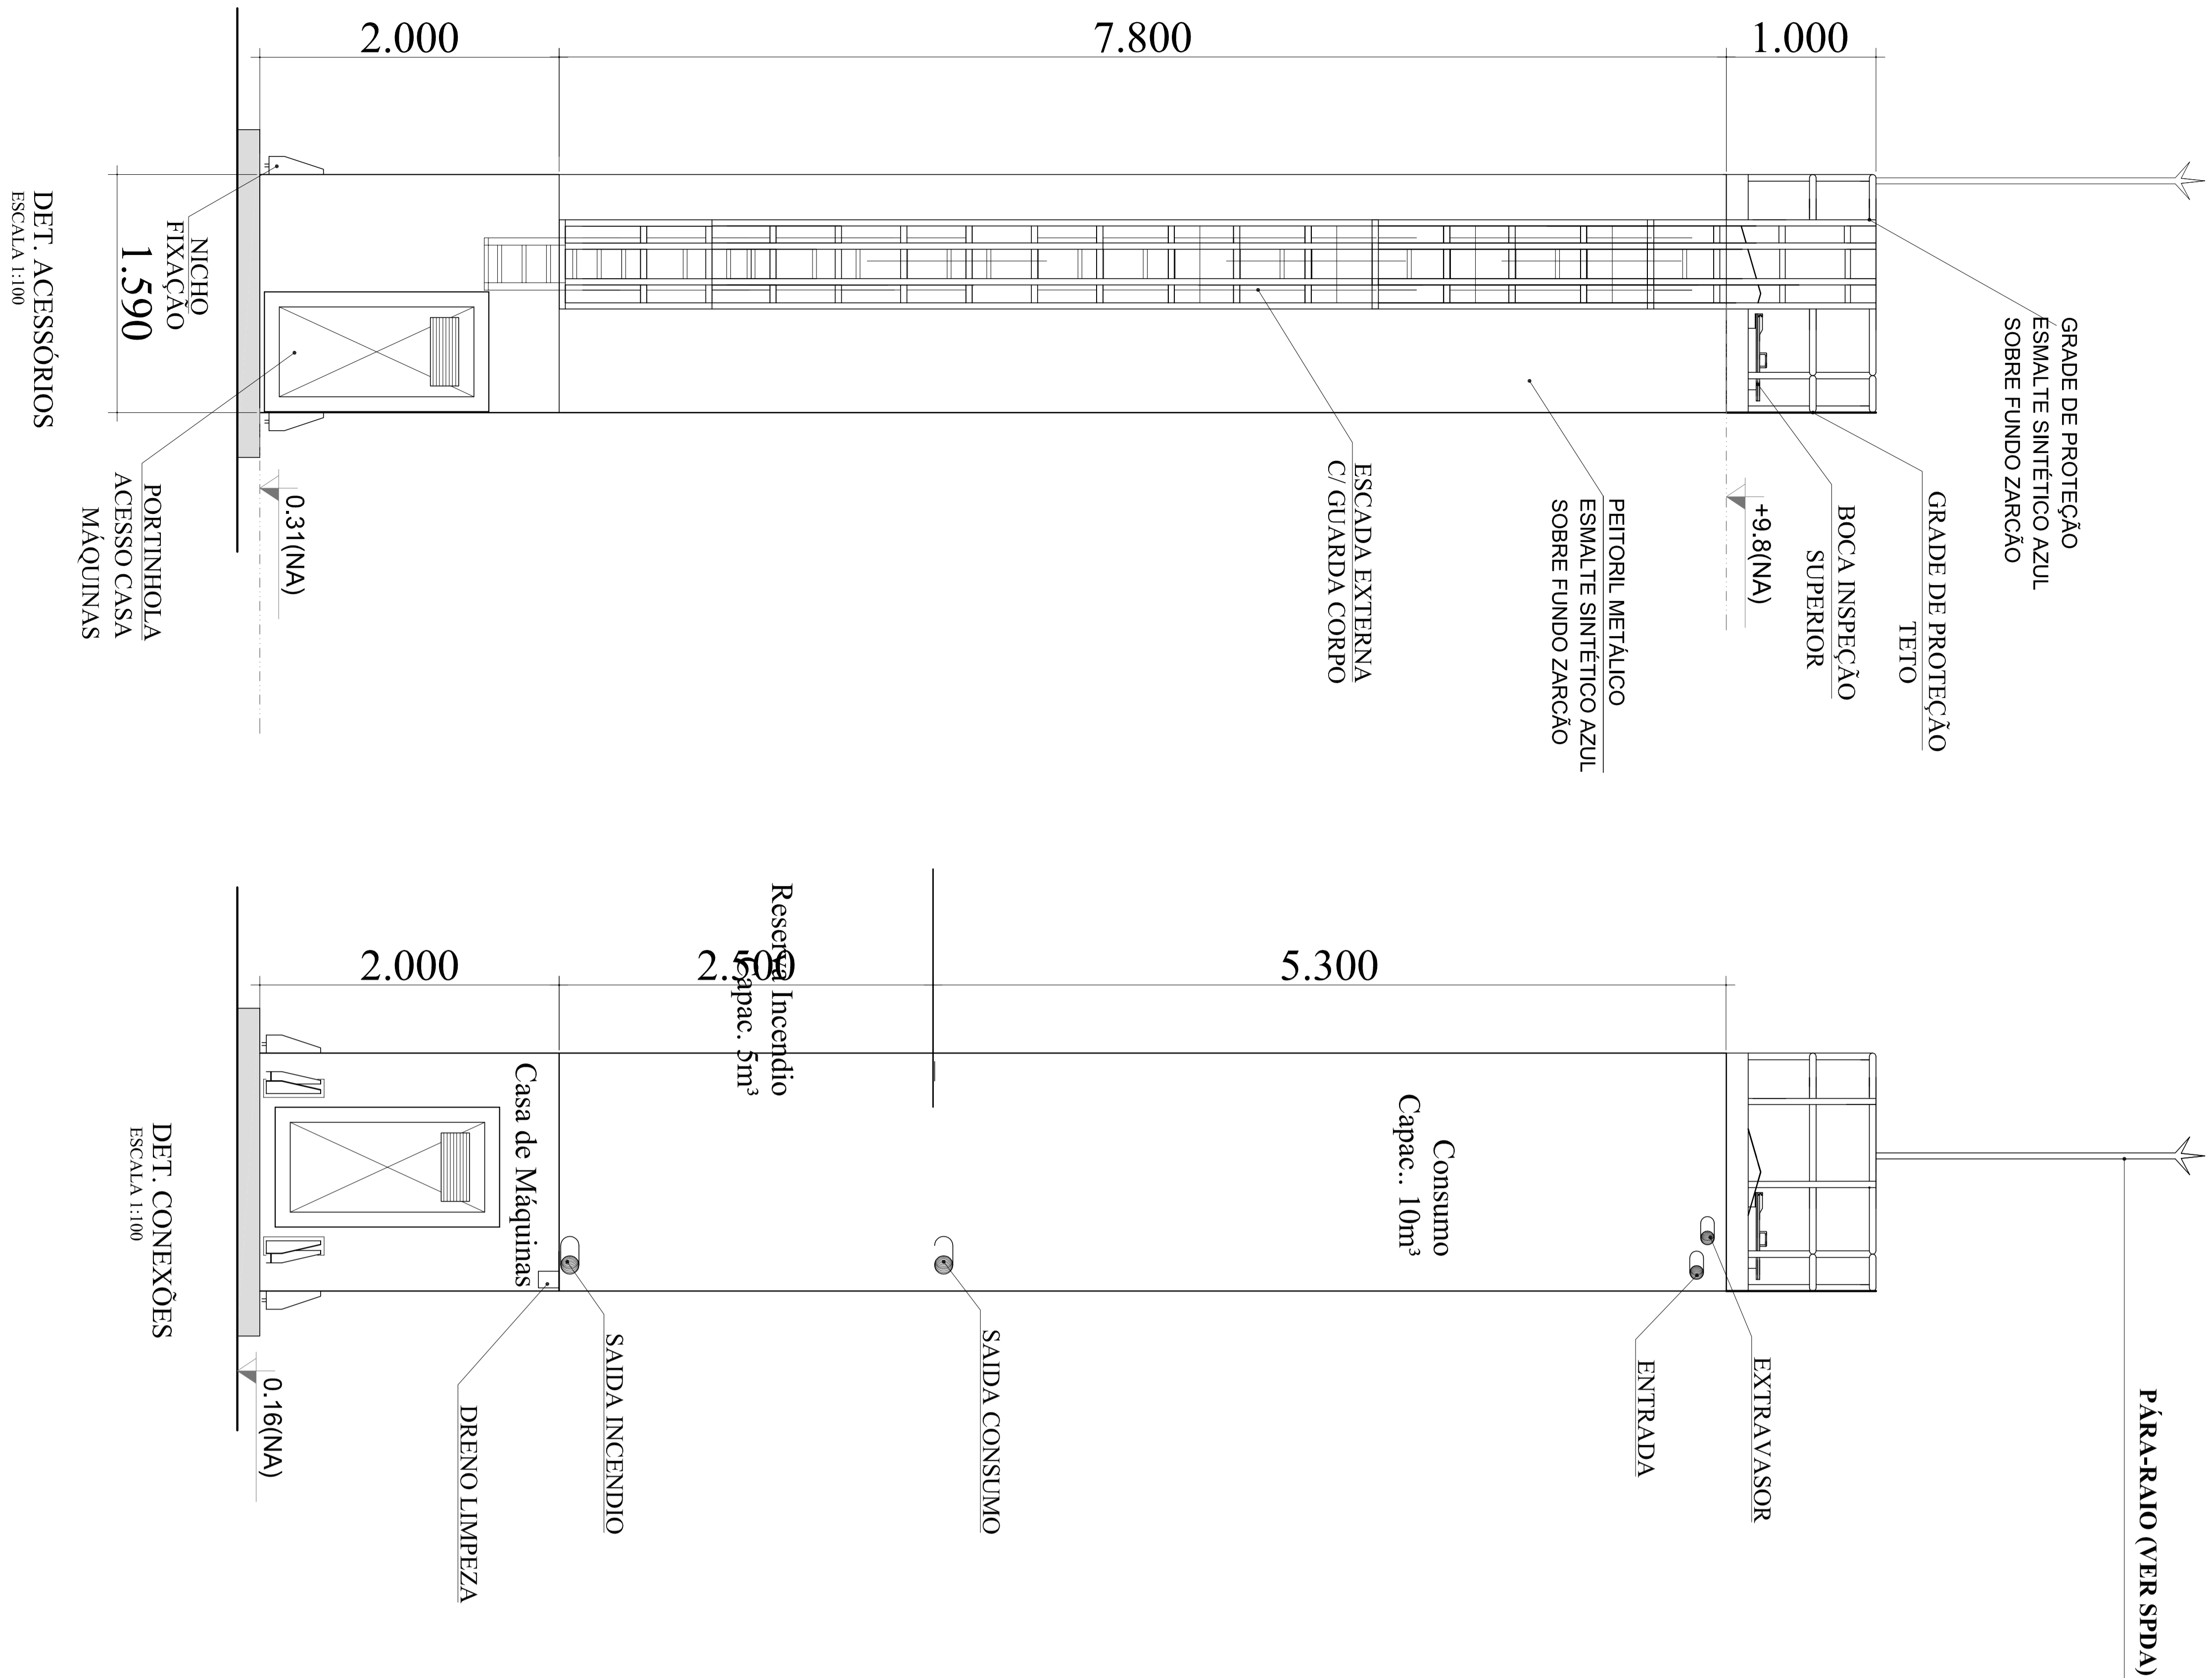 2.000
7.800
1.000
DET. ACESSÓRIOS
ESCALA 1:100
NICHO
FIXAÇÃO
1.590
PORTINHOLA
ACESSO CASA
MÁQUINAS
0.31(NA)
ESCADA EXTERNA
C/ GUARDA CORPO
PEITORIL METÁLICO
ESMALTE SINTÉTICO AZUL
SOBRE FUNDO ZARCÃO
+9.8(NA)
BOCA INSPEÇÃO
SUPERIOR
GRADE DE PROTEÇÃO
TETO
GRADE DE PROTEÇÃO
ESMALTE SINTÉTICO AZUL
SOBRE FUNDO ZARCÃO
2.000
2.500
5.300
Reserva Incendio
Capac. 5m³
Casa de Máquinas
Consumo
Capac.. 10m³
DET. CONEXÕES
ESCALA 1:100
0.16(NA)
DRENO LIMPEZA
SAIDA INCENDIO
SAIDA CONSUMO
ENTRADA
EXTRAVASOR
PÁRA-RAIO (VER SPDA)